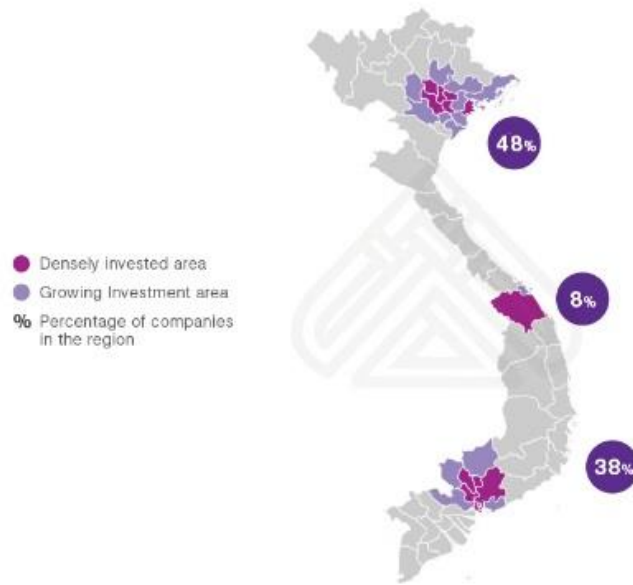 48%
Densely invested area
Growing Investment area
8%
% Percentage of companies
in the region
38%